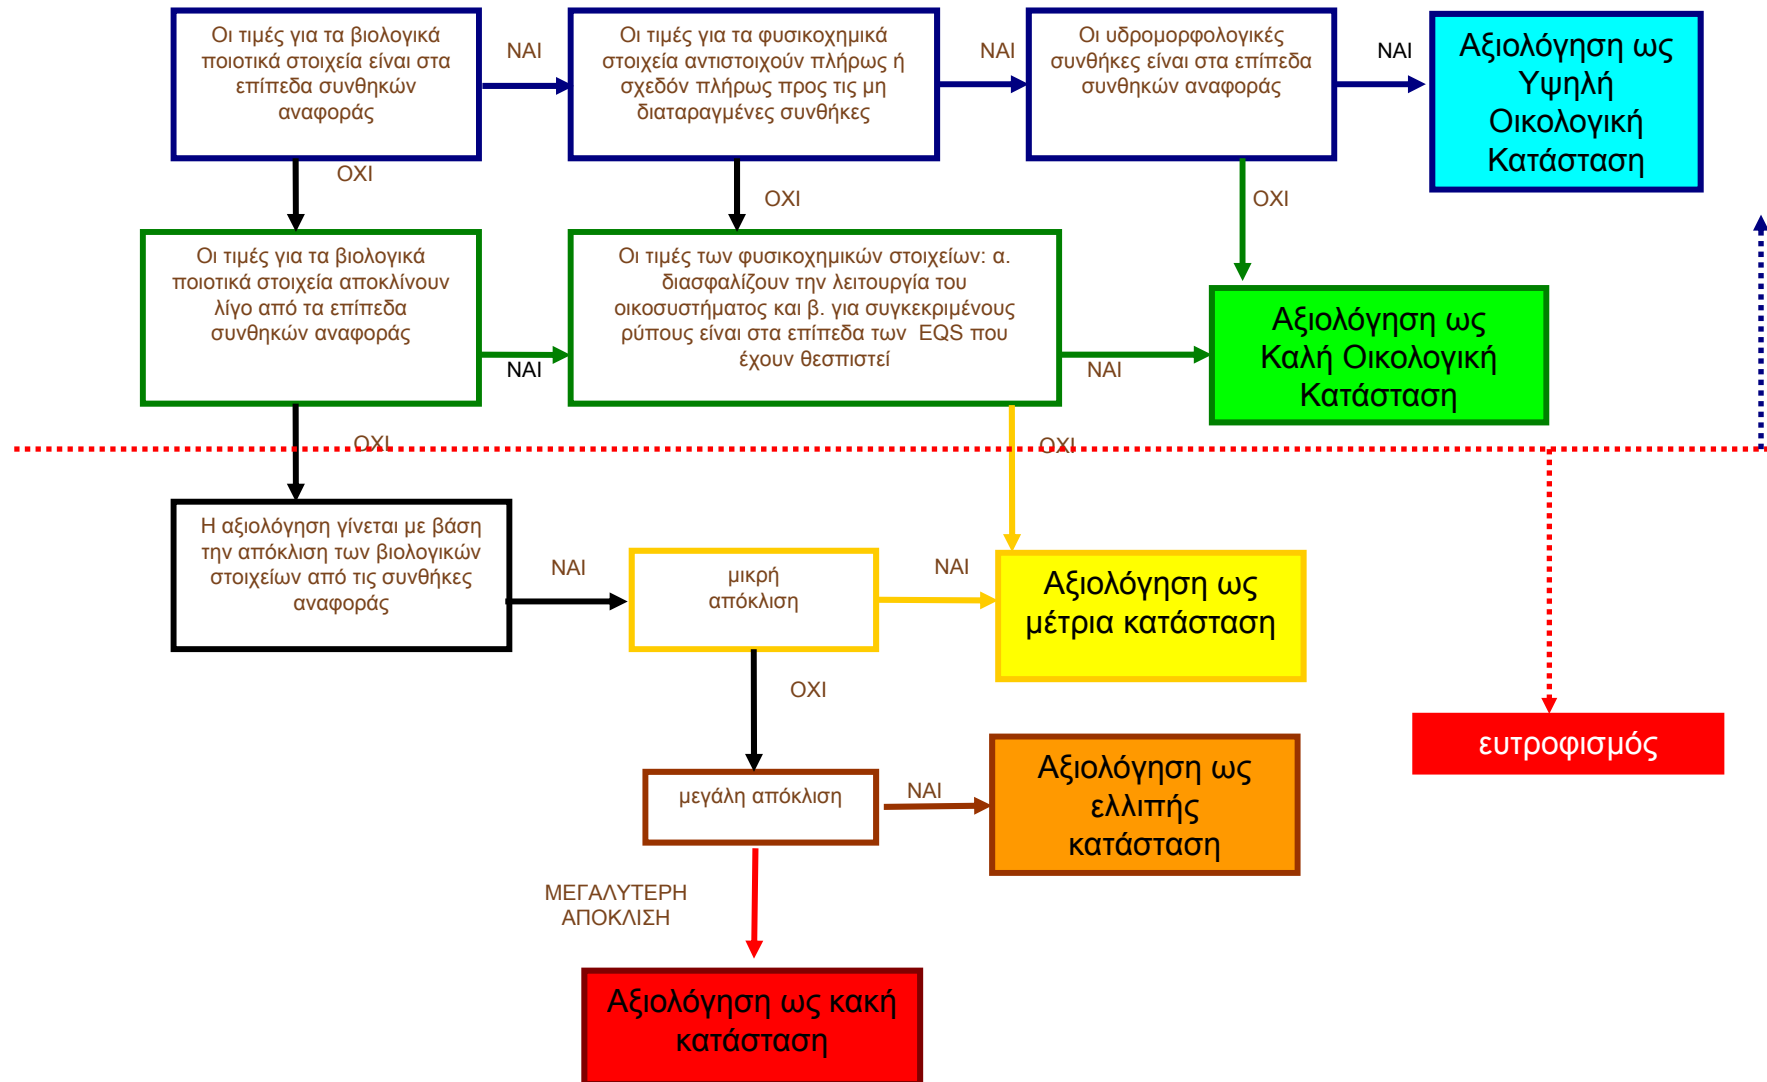 Οι τιμές για τα βιολογικά
ποιοτικά στοιχεία είναι στα
επίπεδα συνθηκών
αναφοράς
ΝΑΙ
Οι τιμές για τα φυσικοχημικά
στοιχεία αντιστοιχούν πλήρως ή
σχεδόν πλήρως προς τις μη
διαταραγμένες συνθήκες
ΝΑΙ
Οι υδρομορφολογικές
συνθήκες είναι στα επίπεδα
συνθηκών αναφοράς
ΝΑΙ
Αξιολόγηση ως
Υψηλή
Οικολογική
Κατάσταση
ΟΧΙ
ΟΧΙ
ΟΧΙ
Οι τιμές για τα βιολογικά
ποιοτικά στοιχεία αποκλίνουν
λίγο από τα επίπεδα
συνθηκών αναφοράς
ΝΑΙ
Οι τιμές των φυσικοχημικών στοιχείων: α.
διασφαλίζουν την λειτουργία του
οικοσυστήματος και β. για συγκεκριμένους
ρύπους είναι στα επίπεδα των EQS που
έχουν θεσπιστεί
ΝΑΙ
Αξιολόγηση ως
Καλή Οικολογική
Κατάσταση
ΟΧΙ
ΟΧΙ
Η αξιολόγηση γίνεται με βάση
την απόκλιση των βιολογικών
στοιχείων από τις συνθήκες
αναφοράς
ΝΑΙ
μικρή
απόκλιση
ΝΑΙ
Αξιολόγηση ως
μέτρια κατάσταση
ΟΧΙ
ευτροφισμός
μεγάλη απόκλιση
ΝΑΙ
Αξιολόγηση ως
ελλιπής
κατάσταση
ΜΕΓΑΛΥΤΕΡΗ
ΑΠΟΚΛΙΣΗ
Αξιολόγηση ως κακή
κατάσταση